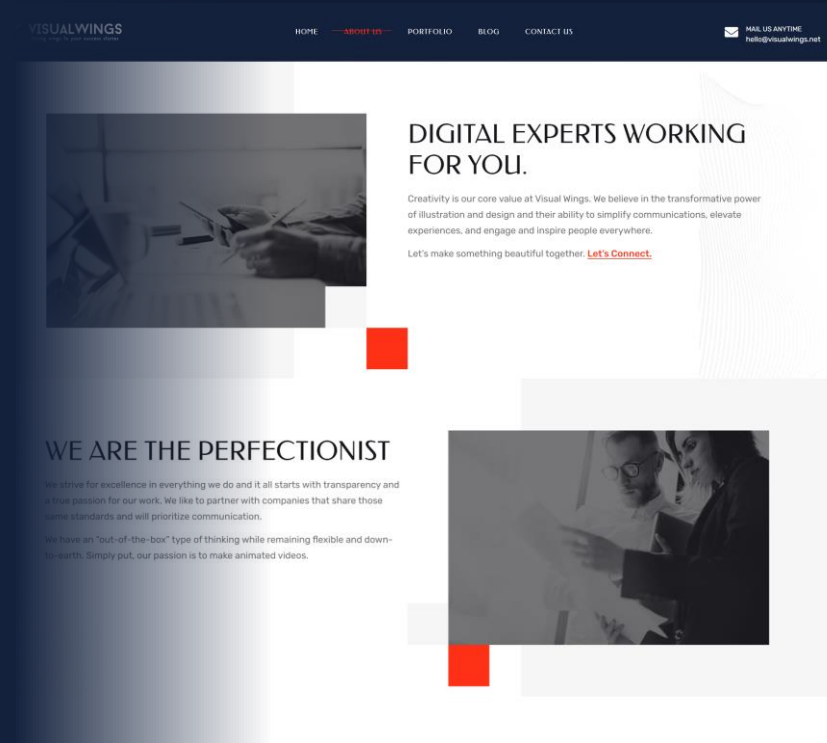 VISUALWINGS
HOME
ABOUT US
PORTFOLIO
BLOG
CONTACT US
MAIL US ANYTIME
hello@visualwings.net
DIGITAL EXPERTS WORKING
FOR YOU.
Creativity is our core value at Visual Wings. We believe in the transformative power
of illustration and design and their ability to simplify communications, elevate
experiences, and engage and inspire people everywhere.
Let's make something beautiful together. Let's Connect.
WE ARE THE PERFECTIONIST
We strive for excellence in everything we do and it all starts with transparency and
a true passion for our work. We like to partner with companies that share those
same standards and will prioritize communication.
We have an "out-of-the-box" type of thinking while remaining flexible and down-
to-earth. Simply put, our passion is to make animated videos.